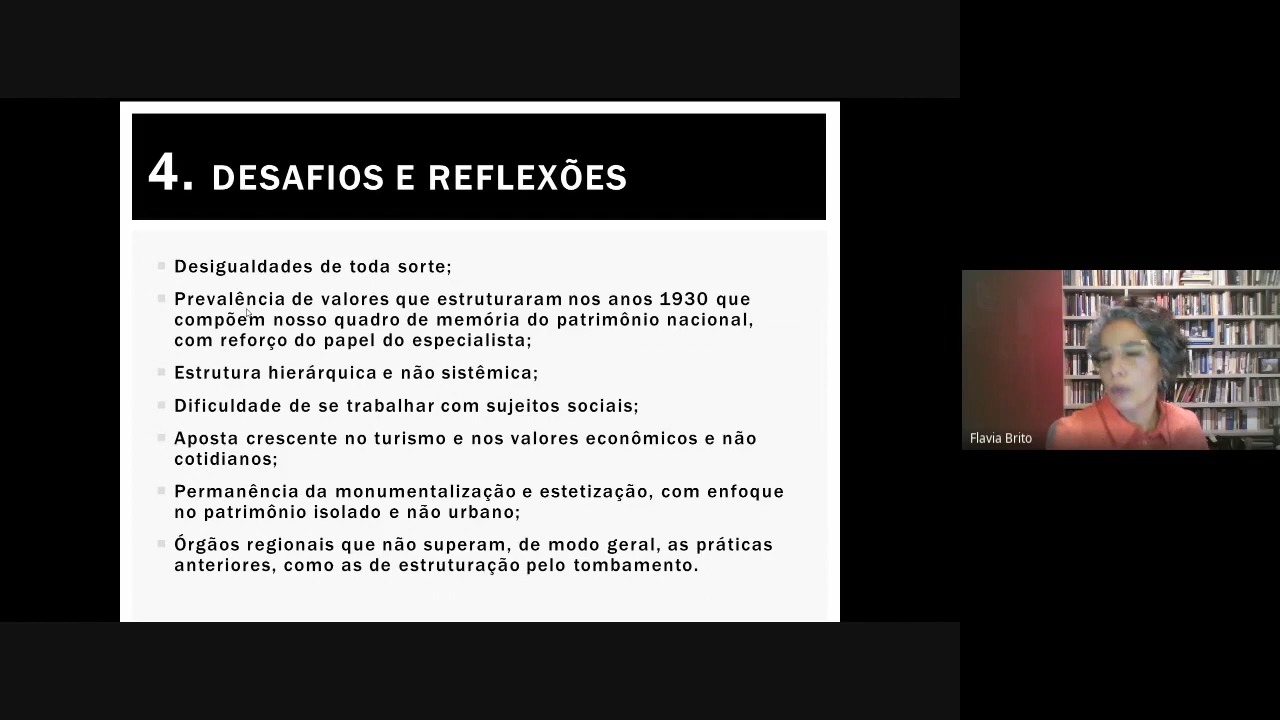 4. DESAFIOS E REFLEXÕES
Desigualdades de toda sorte;
Prevalência de valores que estruturaram nos anos 1930 que
compõem nosso quadro de memória do patrimônio nacional,
com reforço do papel do especialista;
Estrutura hierárquica e não sistêmica;
Dificuldade de se trabalhar com sujeitos sociais;
Aposta crescente no turismo e nos valores econômicos e não
cotidianos;
Permanência da monumentalização e estetização, com enfoque
no patrimônio isolado e não urbano;
Órgãos regionais que não superam, de modo geral, as práticas
anteriores, como as de estruturação pelo tombamento.
Flavia Brito